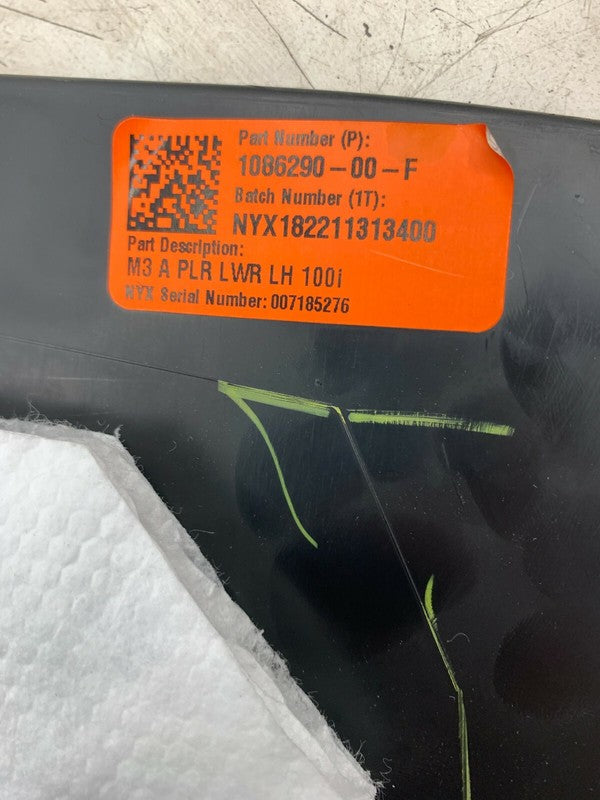 Part Number (P):
1086290-00-F
Batch Number (1T):
NYX182211313400
Part Description:
M3 A PLR LWR LH 100i
NYX Serial Number: 007185276